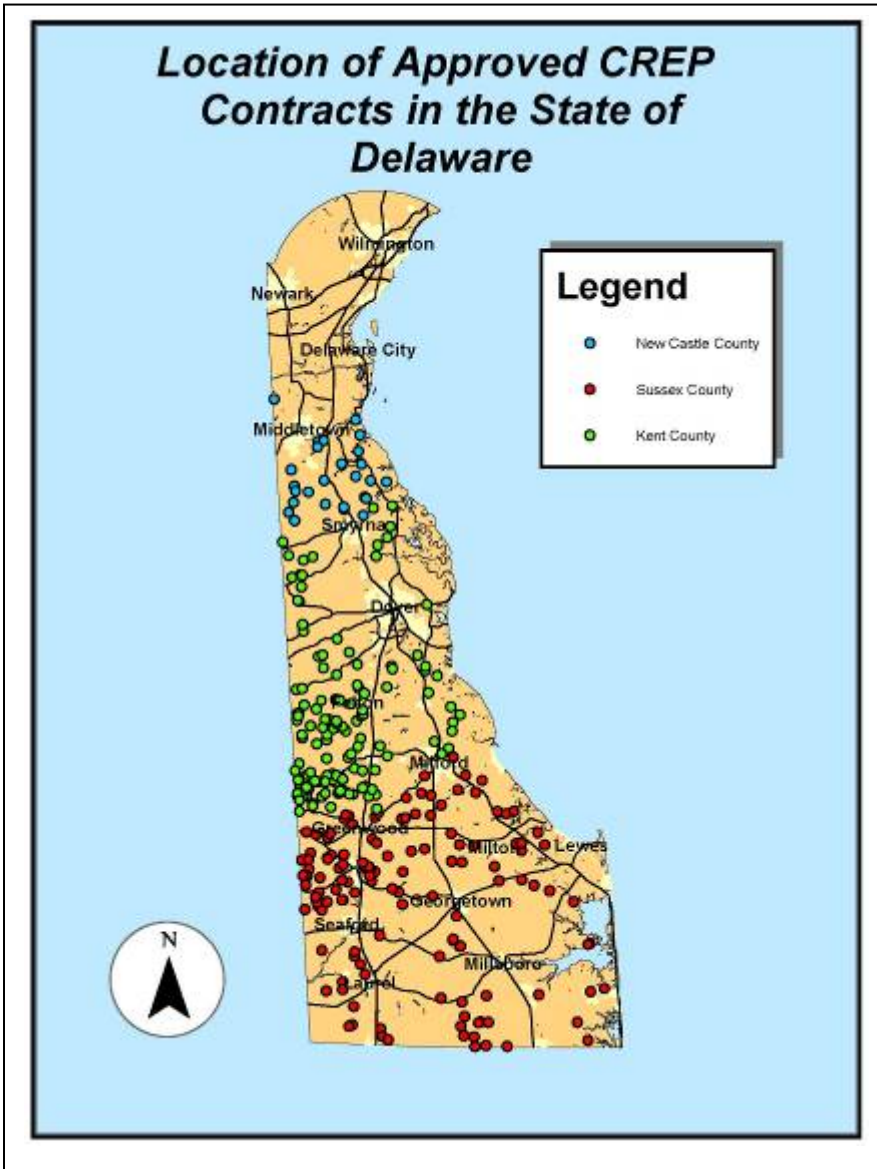 Location of Approved CREP
Contracts in the State of
Delaware
Wilmington
Newark
Delaware City
Middletown
Smyrna
Dover
Felton
Milford
Greenwood
Milton
Lewes
Georgetown
Seaford
Millsboro
Laurel
Legend
New Castle County
Sussex County
Kent County
N